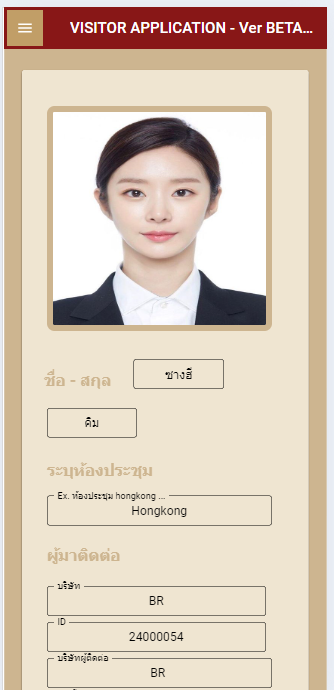 VISITOR APPLICATION - Ver BETA...
ชื่อ - สกุล ซางฮี
คิม
ระบุห้องประชุม
Ex. ห้องประชุม hongkong ...
Hongkong
ผู้มาติดต่อ
บริษัท
BR
ID
24000054
บริษัทผู้ติดต่อ
BR